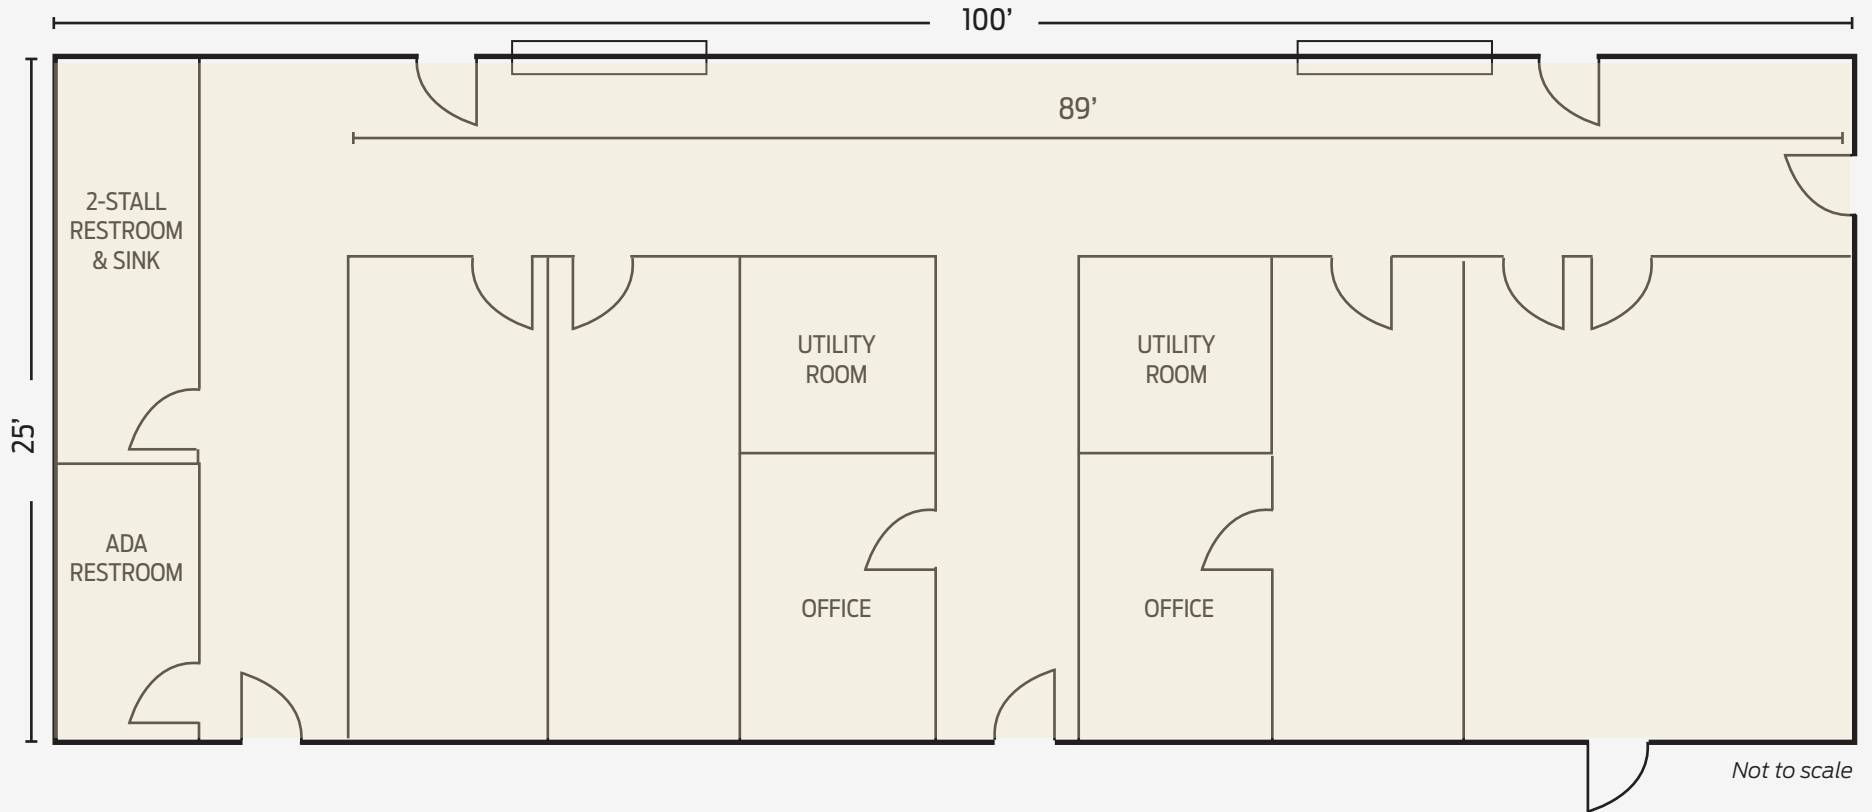 100’
89’
2-STALL
RESTROOM
& SINK
UTILITY
ROOM
UTILITY
ROOM
25’
ADA
RESTROOM
OFFICE
OFFICE
Not to scale